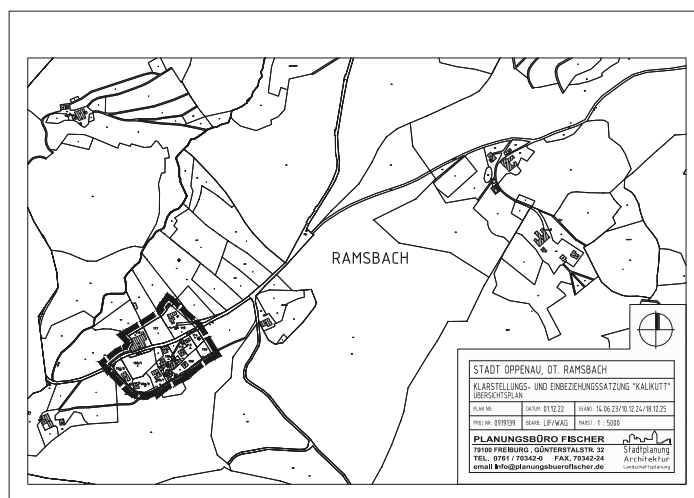 RAMSBACH
STADT OPPENAU, OT. RAMSBACH
KLARSTELLUNGS- UND EINBEZIEHUNGSSATZUNG "KALIKUTT"
ÜBERSICHTSPLAN
PLAN NR: DATUM: 01.12.22 GEÄND.: 14.06.23/10.12.24/18.12.25
PROJ NR: 0919139 BEARB. LIF/WAG MAßST. 1 : 5000
PLANUNGSBÜRO FISCHER
79100 FREIBURG , GÜNTERSTALSTR. 32
TEL. 0761 / 70342-0 FAX. 70342-24
email info@planungsbuerofischer.de
Stadtplanung
Architektur
Landschaftsplanung